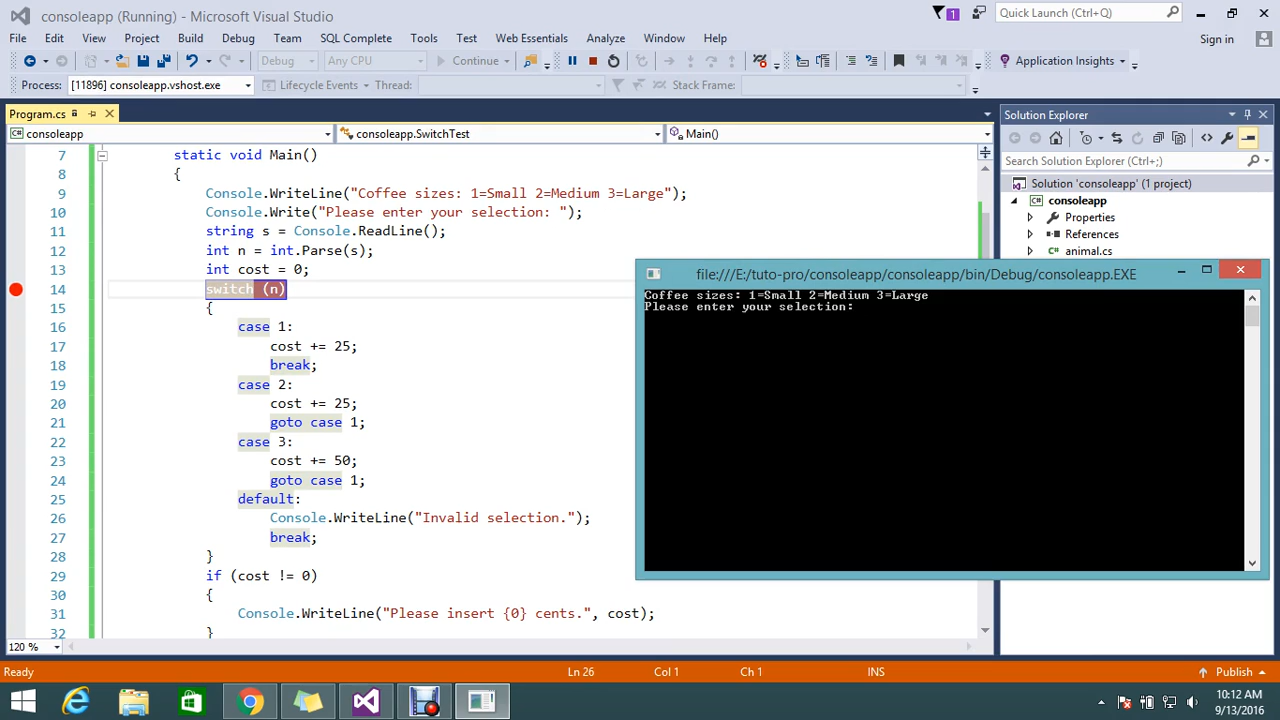 consoleapp (Running) - Microsoft Visual Studio
1
Quick Launch (Ctrl+Q)
File Edit View Project Build Debug Team SQL Complete Tools Test Web Essentials Analyze Window Help
Sign in
Debug Any CPU Continue Application Insights
Process: [11896] consoleapp.vshost.exe Lifecycle Events Thread: Stack Frame:
Program.cs
consoleapp consoleapp.SwitchTest Main()
7 static void Main()
8 {
9 Console.WriteLine("Coffee sizes: 1=Small 2=Medium 3=Large");
10 Console.Write("Please enter your selection: ");
11 string s = Console.ReadLine();
12 int n = int.Parse(s);
13 int cost = 0;
14 switch (n)
15 {
16 case 1:
17 cost += 25;
18 break;
19 case 2:
20 cost += 25;
21 goto case 1;
22 case 3:
23 cost += 50;
24 goto case 1;
25 default:
26 Console.WriteLine("Invalid selection.");
27 break;
28 }
29 if (cost != 0)
30 {
31 Console.WriteLine("Please insert {0} cents.", cost);
32 }
120 %
Solution Explorer
Search Solution Explorer (Ctrl+;)
Solution 'consoleapp' (1 project)
consoleapp
Properties
References
animal.cs
file:///E:/tuto-pro/consoleapp/consoleapp/bin/Debug/consoleapp.EXE
Coffee sizes: 1=Small 2=Medium 3=Large
Please enter your selection:
Ready Ln 26 Col 1 Ch 1 INS Publish
10:12 AM
9/13/2016